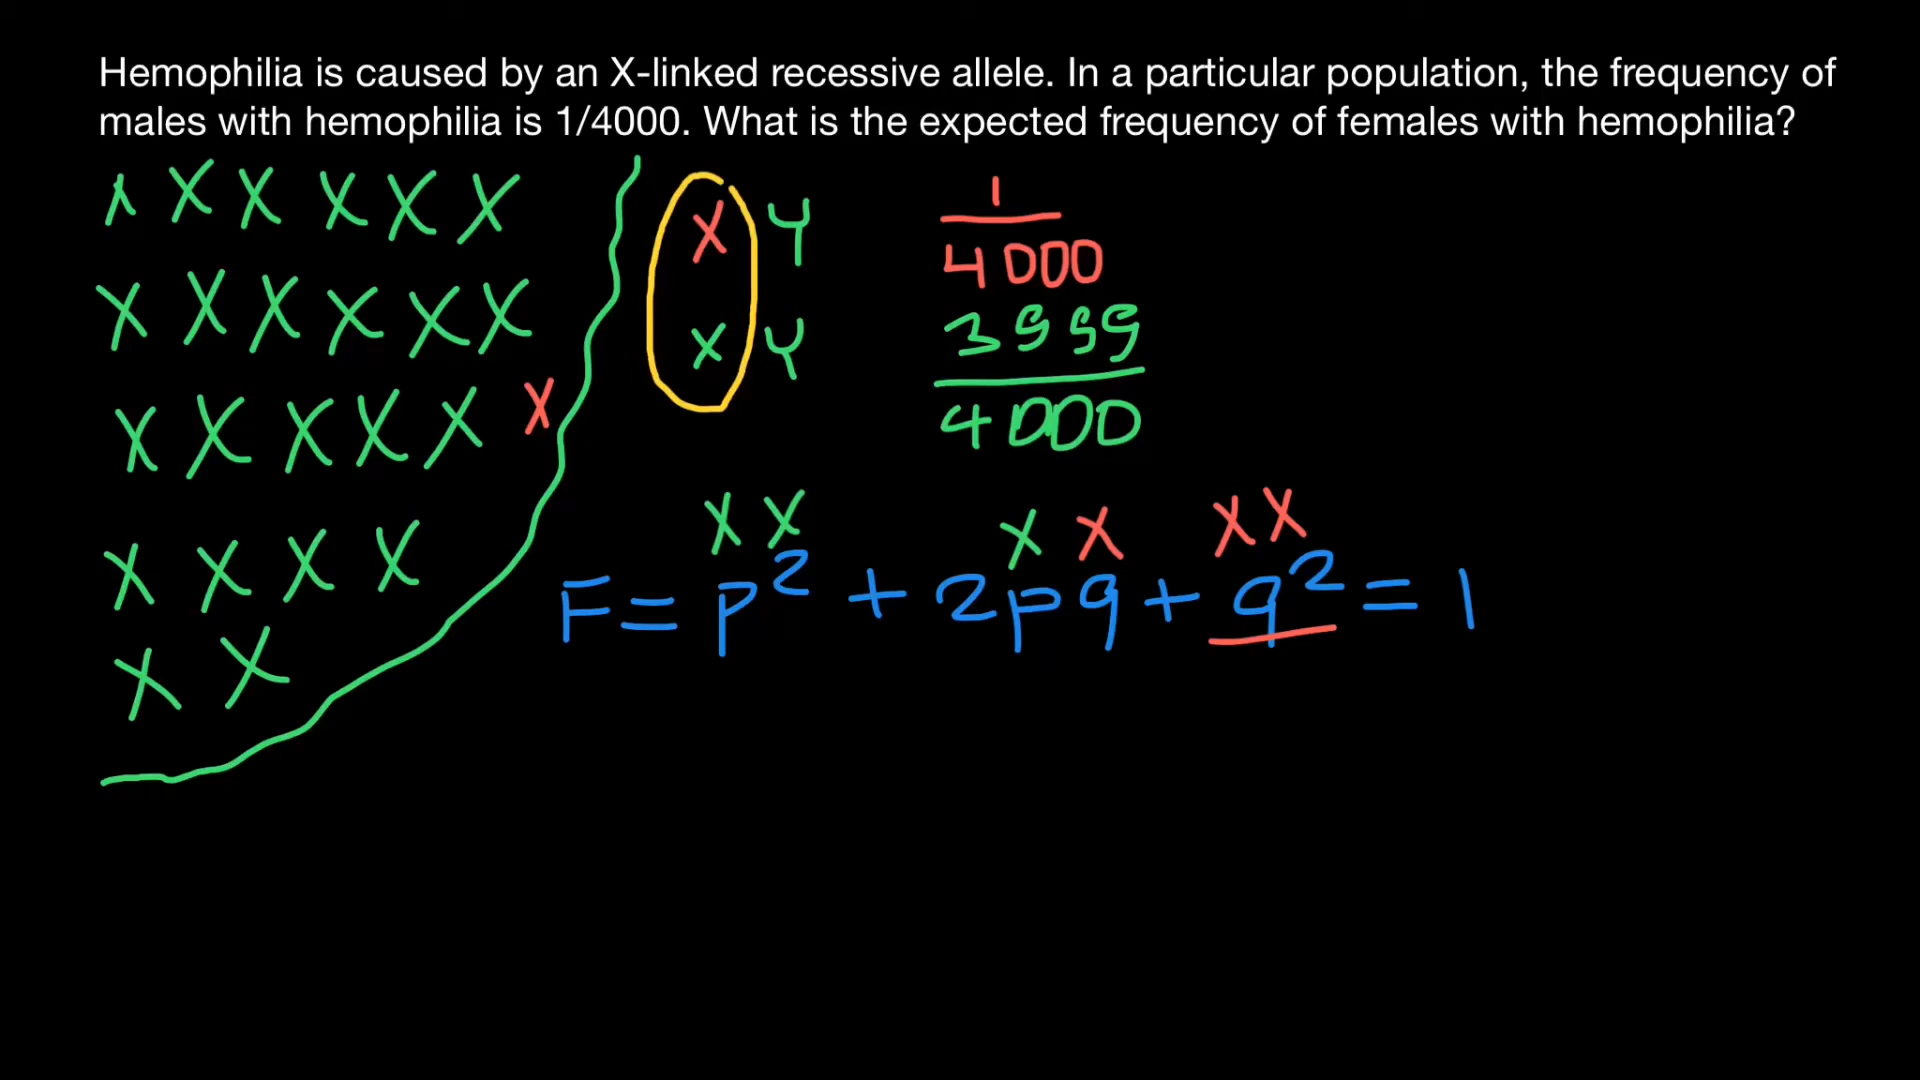 Hemophilia is caused by an X-linked recessive allele. In a particular population, the frequency of
males with hemophilia is 1/4000. What is the expected frequency of females with hemophilia?
X X X X X X
X X X X X X
X X X X X X
X X X X
X X
X Y
X Y
1
4000
3999
4000
X X X X X X
F = p² + 2pq + q² = 1